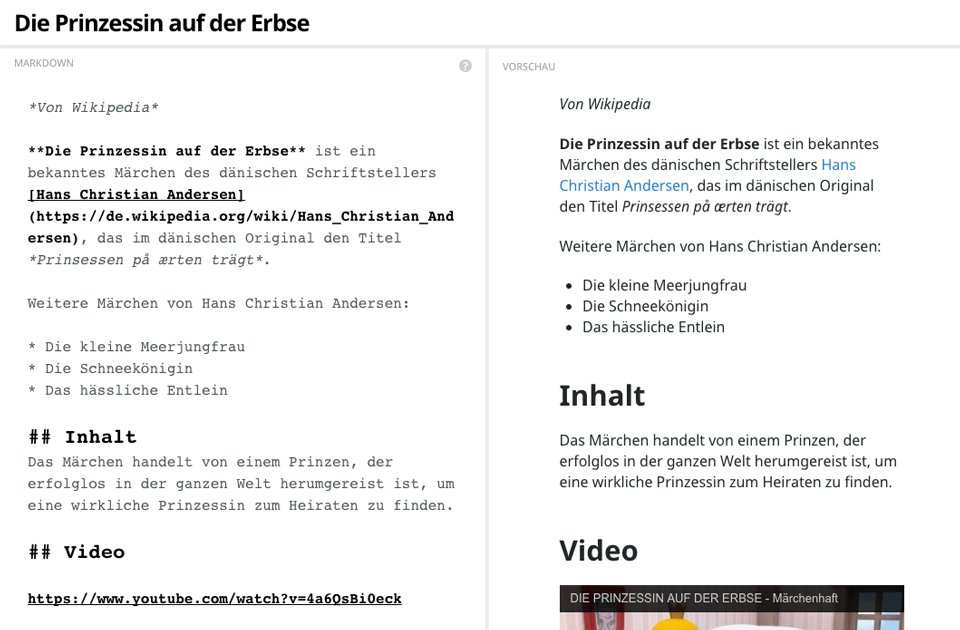 Die Prinzessin auf der Erbse
MARKDOWN
?
*Von Wikipedia*
**Die Prinzessin auf der Erbse** ist ein
bekanntes Märchen des dänischen Schriftstellers
[Hans Christian Andersen]
(https://de.wikipedia.org/wiki/Hans_Christian_And
ersen), das im dänischen Original den Titel
*Prinsessen på ærten trägt*.
Weitere Märchen von Hans Christian Andersen:
* Die kleine Meerjungfrau
* Die Schneekönigin
* Das hässliche Entlein
## Inhalt
Das Märchen handelt von einem Prinzen, der
erfolglos in der ganzen Welt herumgereist ist, um
eine wirkliche Prinzessin zum Heiraten zu finden.
## Video
https://www.youtube.com/watch?v=4a6QsBi0eck
VORSCHAU
Von Wikipedia
Die Prinzessin auf der Erbse ist ein bekanntes
Märchen des dänischen Schriftstellers Hans
Christian Andersen, das im dänischen Original
den Titel Prinsessen på ærten trägt.
Weitere Märchen von Hans Christian Andersen:
• Die kleine Meerjungfrau
• Die Schneekönigin
• Das hässliche Entlein
Inhalt
Das Märchen handelt von einem Prinzen, der
erfolglos in der ganzen Welt herumgereist ist, um
eine wirkliche Prinzessin zum Heiraten zu finden.
Video
DIE PRINZESSIN AUF DER ERBSE - Märchenhaft